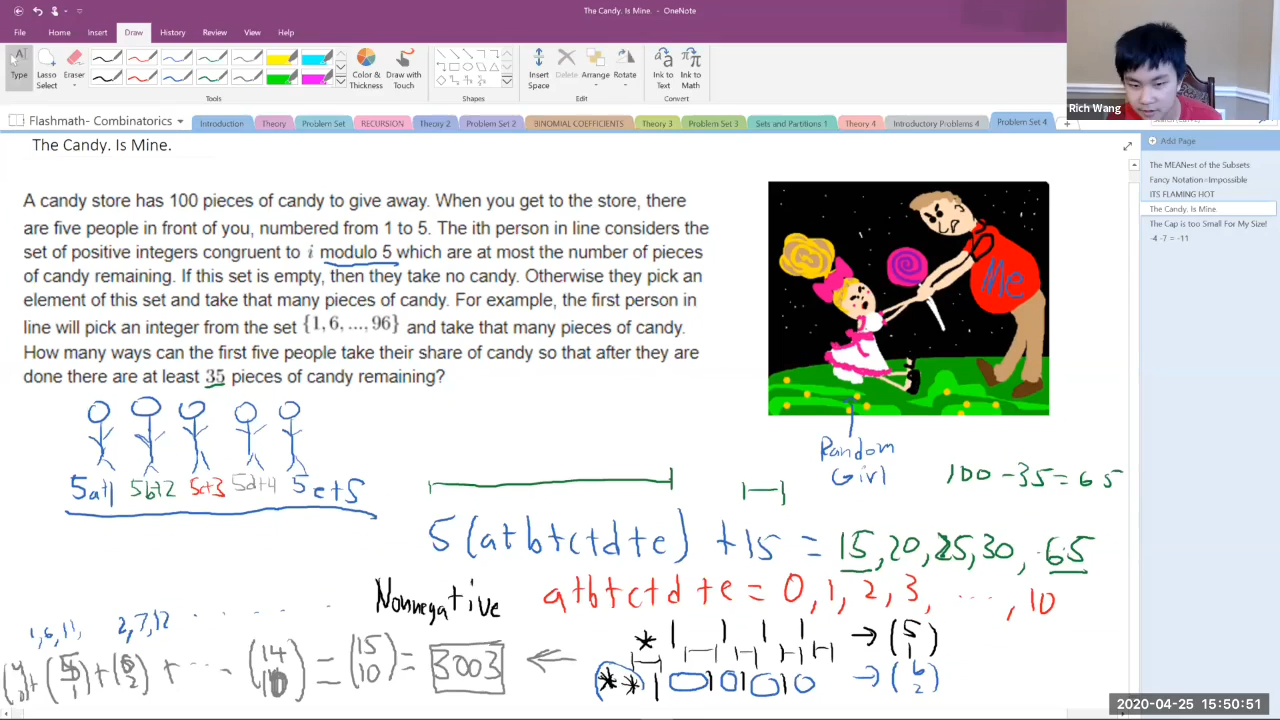 The Candy. Is Mine. - OneNote
File Home Insert Draw History Review View Help
Type
Lasso Select
Eraser
Color & Thickness
Draw with Touch
Insert Space
Delete
Arrange
Rotate
Ink to Text
Ink to Math
Tools Shapes Edit Convert
Rich Wang
Flashmath- Combinatorics Introduction Theory Problem Set RECURSION Theory 2 Problem Set 2 BINOMIAL COEFFICIENTS Theory 3 Problem Set 3 Sets and Partitions 1 Theory 4 Introductory Problems 4 Problem Set 4
Add Page
The MEANest of the Subsets
Fancy Notation=Impossible
ITS FLAMING HOT
The Candy. Is Mine.
The Cap is too Small For My Size!
-4 -7 = -11
The Candy. Is Mine.
A candy store has 100 pieces of candy to give away. When you get to the store, there
are five people in front of you, numbered from 1 to 5. The ith person in line considers the
set of positive integers congruent to i modulo 5 which are at most the number of pieces
of candy remaining. If this set is empty, then they take no candy. Otherwise they pick an
element of this set and take that many pieces of candy. For example, the first person in
line will pick an integer from the set {1, 6, ..., 96} and take that many pieces of candy.
How many ways can the first five people take their share of candy so that after they are
done there are at least 35 pieces of candy remaining?
Me
Random
Girl
100 - 35 = 65
5a+1 5b+2 5c+3 5d+4 5e+5
5(a+b+c+d+e) + 15 = 15, 20, 25, 30, 65
Nonnegative
a+b+c+d+e = 0, 1, 2, 3, ..., 10
1, 6, 11, 2, 7, 12
* | | | | → (5 1)
** | | | | → (6 2)
(4 0) + (5 1) + (6 2) + ... (14 10) = (15 10) = 3003 ←
2020-04-25 15:50:51